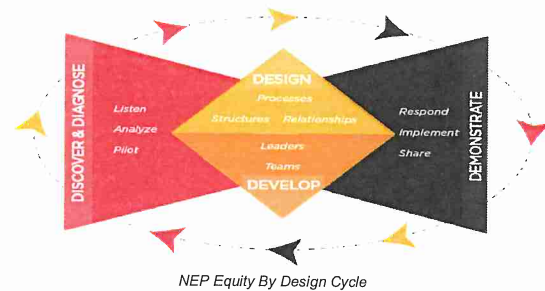 DISCOVER & DIAGNOSE
Listen
Analyze
Pilot
DESIGN
Processes
Structures Relationships
Leaders
Teams
DEVELOP
Respond
Implement
Share
DEMONSTRATE
NEP Equity By Design Cycle